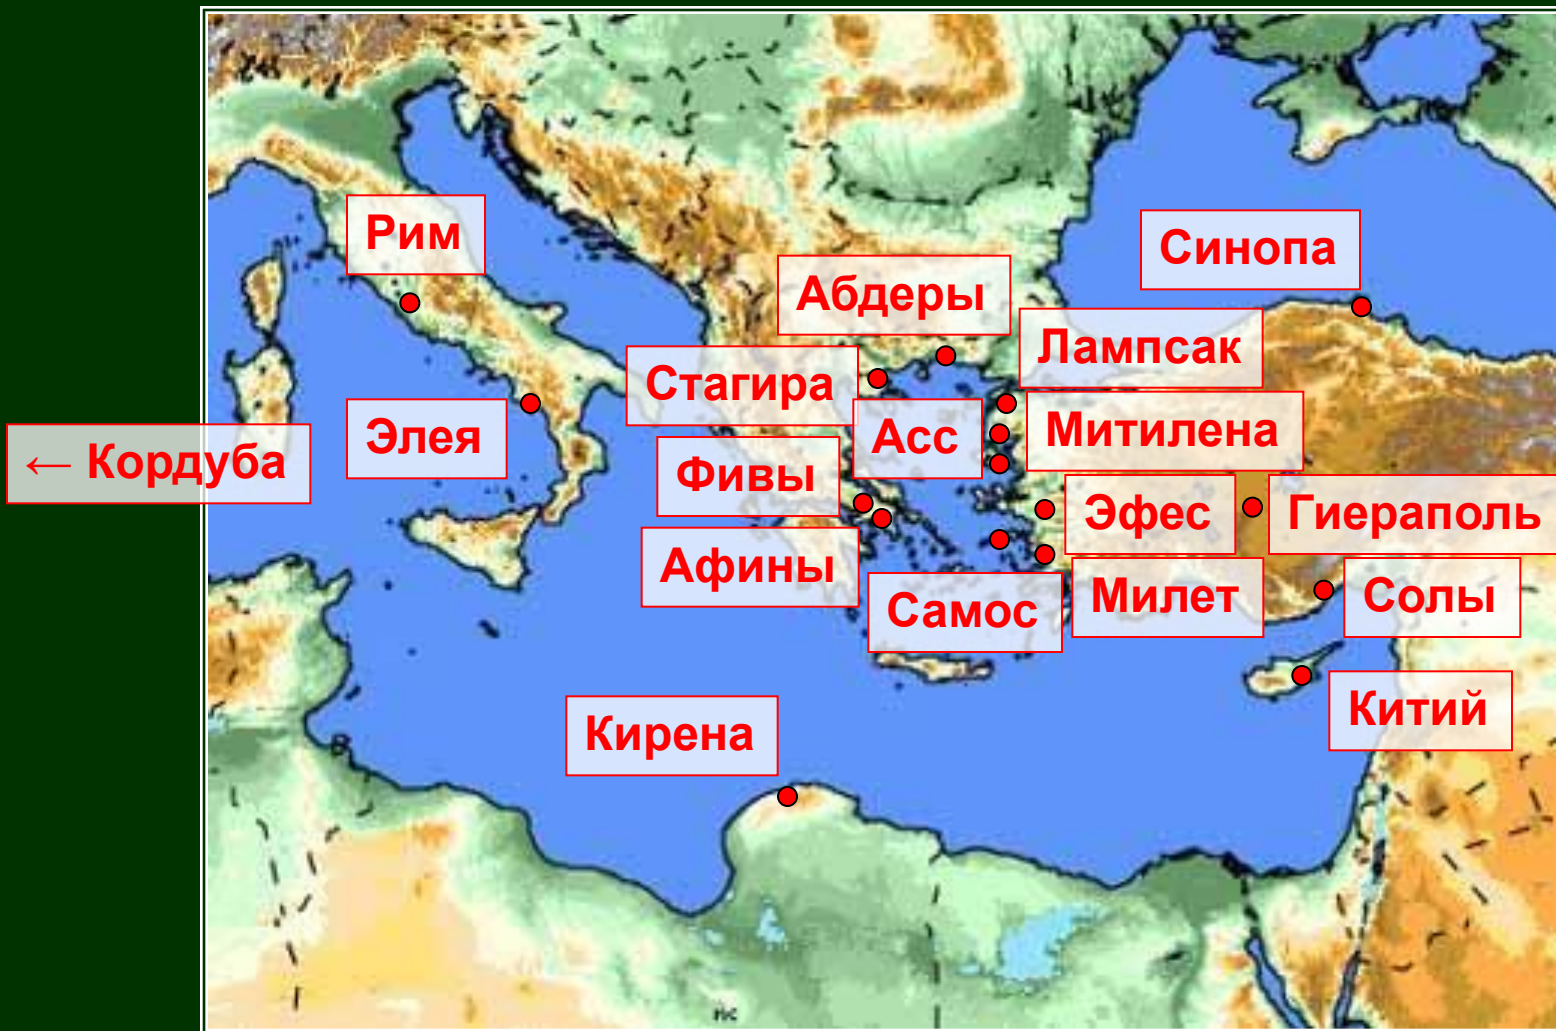 Рим
Синопа
Абдеры
Лампсак
Стагира
Элея
Асс
Митилена
← Кордуба
Фивы
Эфес
Гиераполь
Афины
Самос
Милет
Солы
Китий
Кирена